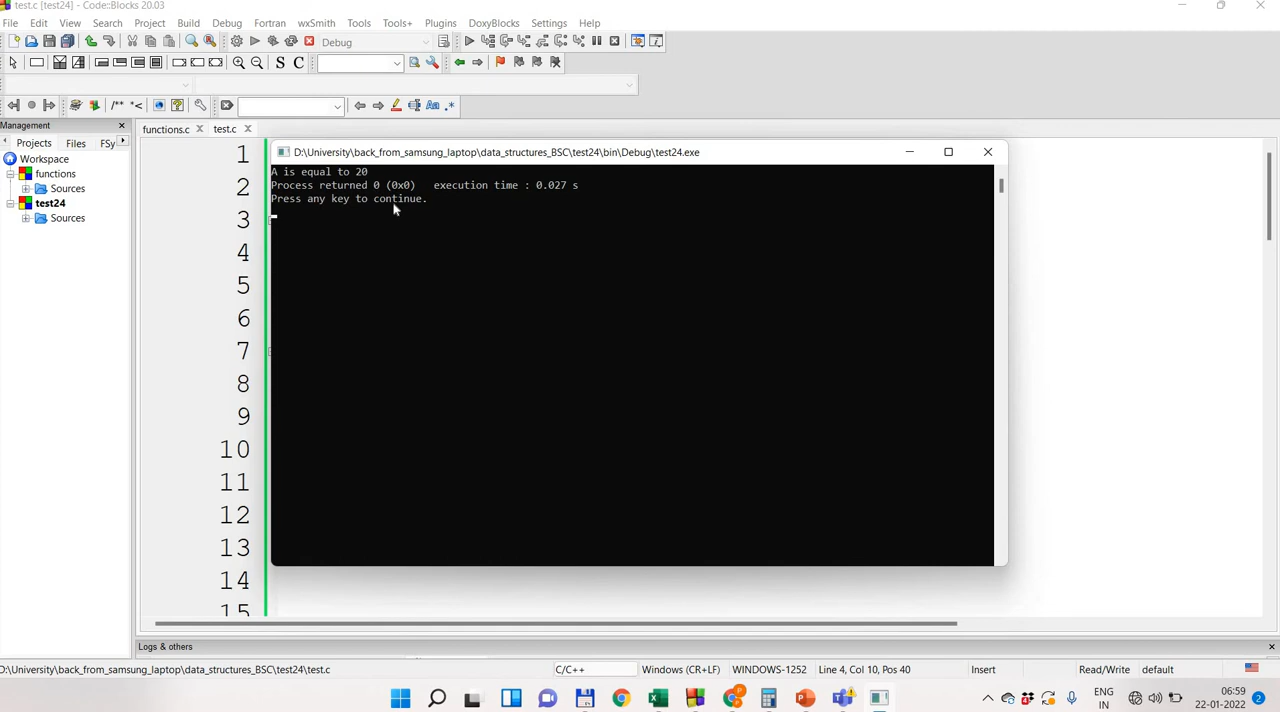 test.c [test24] - Code::Blocks 20.03
File Edit View Search Project Build Debug Fortran wxSmith Tools Tools+ Plugins DoxyBlocks Settings Help
Debug
S C
/** *< Aa .*
Management
Projects Files FSy
functions.c test.c
Workspace
functions
Sources
test24
Sources
D:\University\back_from_samsung_laptop\data_structures_BSC\test24\bin\Debug\test24.exe
A is equal to 20
Process returned 0 (0x0) execution time : 0.027 s
Press any key to continue.
1
2
3
4
5
6
7
8
9
10
11
12
13
14
15
Logs & others
D:\University\back_from_samsung_laptop\data_structures_BSC\test24\test.c C/C++ Windows (CR+LF) WINDOWS-1252 Line 4, Col 10, Pos 40 Insert Read/Write default
ENG
IN
06:59
22-01-2022
2